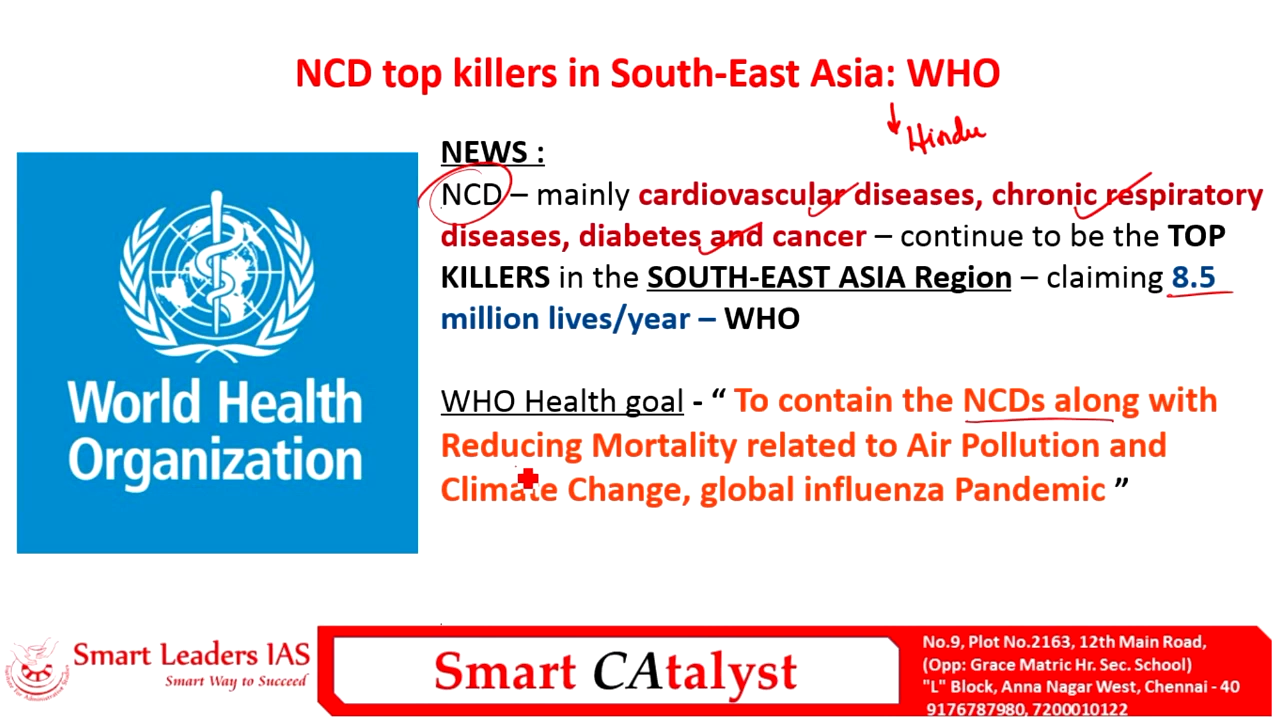 NCD top killers in South-East Asia: WHO
Hindu
NEWS :
NCD – mainly cardiovascular diseases, chronic respiratory
diseases, diabetes and cancer – continue to be the TOP
KILLERS in the SOUTH-EAST ASIA Region – claiming 8.5
million lives/year – WHO
WHO Health goal - “ To contain the NCDs along with
Reducing Mortality related to Air Pollution and
Climate Change, global influenza Pandemic ”
World Health
Organization
Smart Leaders IAS
Smart Way to Succeed
Smart CAtalyst
No.9, Plot No.2163, 12th Main Road,
(Opp: Grace Matric Hr. Sec. School)
"L" Block, Anna Nagar West, Chennai - 40
9176787980, 7200010122